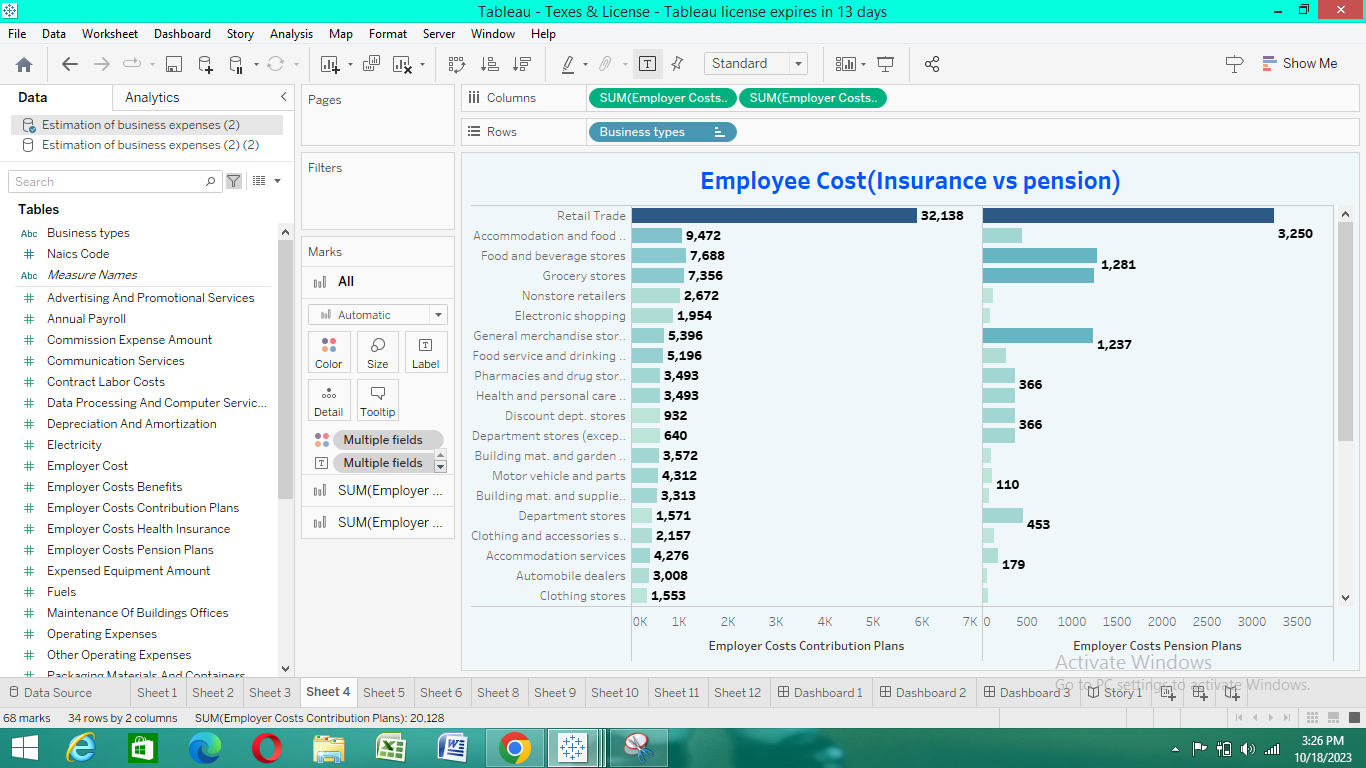 Tableau - Texes & License - Tableau license expires in 13 days
File Data Worksheet Dashboard Story Analysis Map Format Server Window Help
Standard
Show Me
Data Analytics
Estimation of business expenses (2)
Estimation of business expenses (2) (2)
Search
Tables
Abc Business types
# Naics Code
Abc Measure Names
# Advertising And Promotional Services
# Annual Payroll
# Commission Expense Amount
# Communication Services
# Contract Labor Costs
# Data Processing And Computer Servic...
# Depreciation And Amortization
# Electricity
# Employer Cost
# Employer Costs Benefits
# Employer Costs Contribution Plans
# Employer Costs Health Insurance
# Employer Costs Pension Plans
# Expensed Equipment Amount
# Fuels
# Maintenance Of Buildings Offices
# Operating Expenses
# Other Operating Expenses
# Packaging Materials And Containers
Pages
Filters
Marks
All
Automatic
Color Size Label
Detail Tooltip
Multiple fields
Multiple fields
SUM(Employer ...
SUM(Employer ...
Columns SUM(Employer Costs.. SUM(Employer Costs..
Rows Business types
Employee Cost(Insurance vs pension)
Retail Trade 32,138 3,250
Accommodation and food .. 9,472
Food and beverage stores 7,688 1,281
Grocery stores 7,356
Nonstore retailers 2,672
Electronic shopping 1,954
General merchandise stor.. 5,396 1,237
Food service and drinking .. 5,196
Pharmacies and drug stor.. 3,493 366
Health and personal care .. 3,493
Discount dept. stores 932 366
Department stores (excep.. 640
Building mat. and garden .. 3,572
Motor vehicle and parts 4,312 110
Building mat. and supplie.. 3,313
Department stores 1,571 453
Clothing and accessories s.. 2,157
Accommodation services 4,276 179
Automobile dealers 3,008
Clothing stores 1,553
0K 1K 2K 3K 4K 5K 6K 7K 0 500 1000 1500 2000 2500 3000 3500
Employer Costs Contribution Plans Employer Costs Pension Plans
Activate Windows
Go to PC settings to activate Windows.
Data Source Sheet 1 Sheet 2 Sheet 3 Sheet 4 Sheet 5 Sheet 6 Sheet 8 Sheet 9 Sheet 10 Sheet 11 Sheet 12 Dashboard 1 Dashboard 2 Dashboard 3 Story 1
68 marks 34 rows by 2 columns SUM(Employer Costs Contribution Plans): 20,128
3:26 PM
10/18/2023